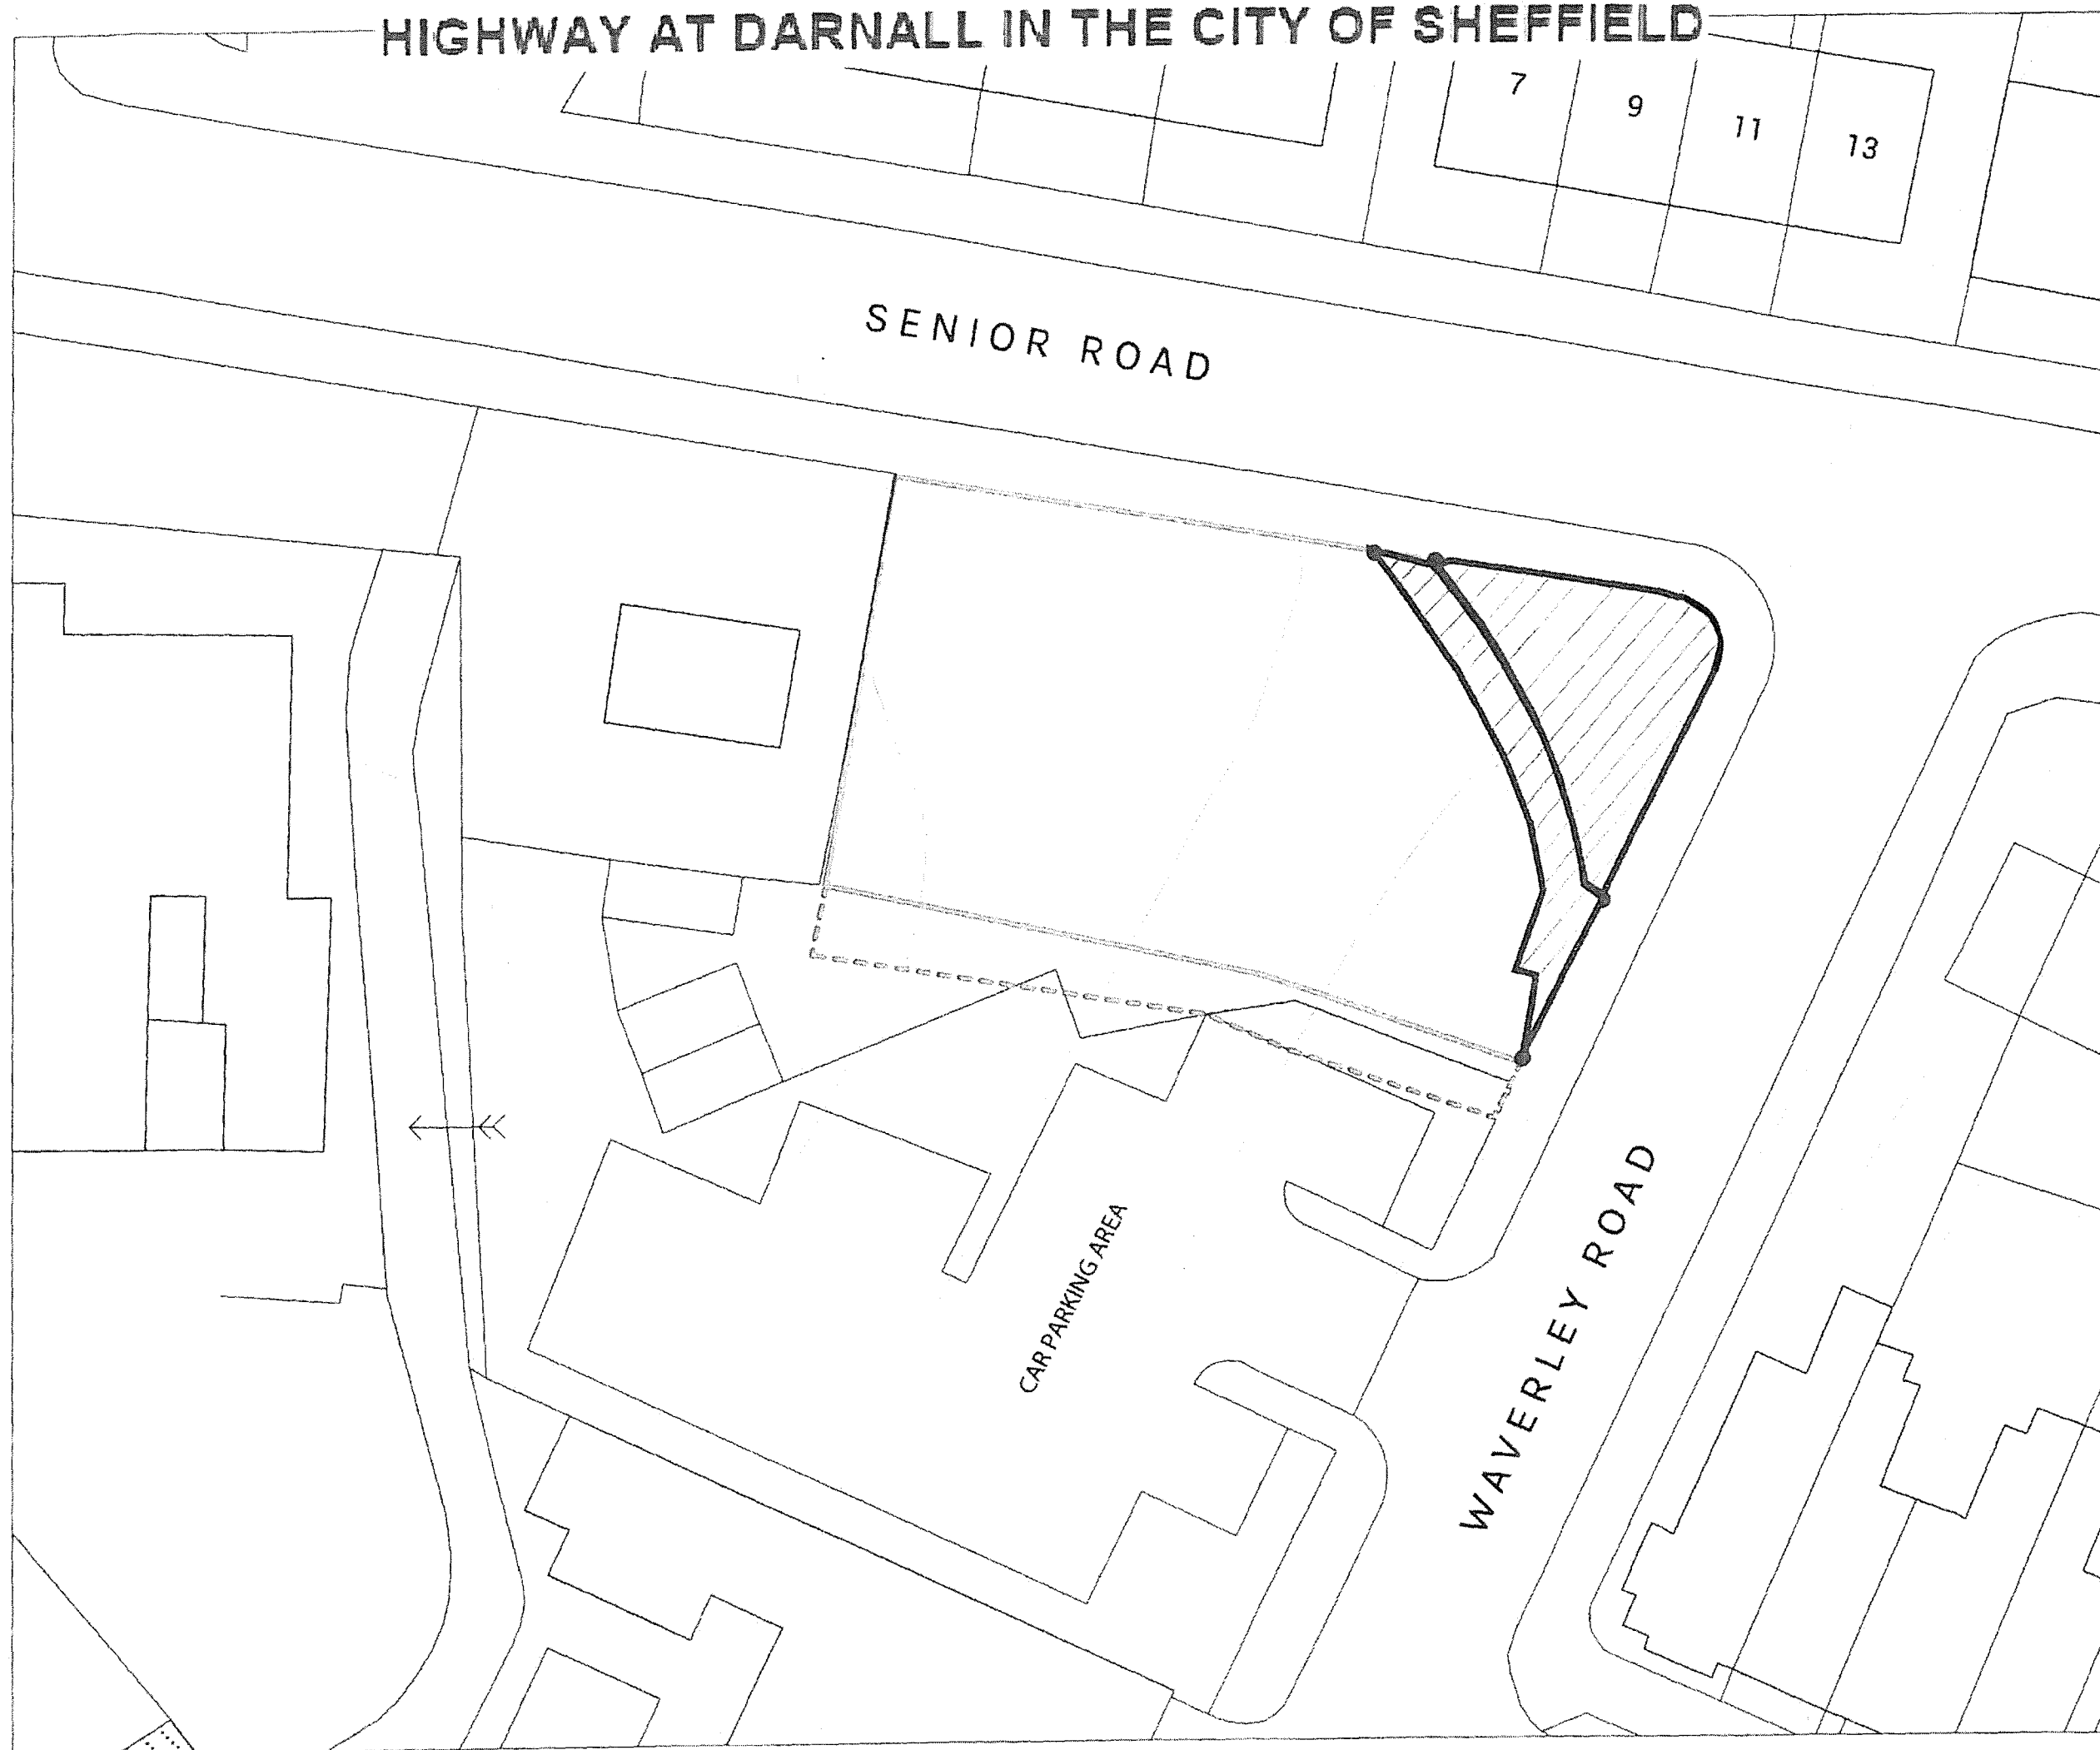 HIGHWAY AT DARNALL IN THE CITY OF SHEFFIELD
7
9
11
13
SENIOR ROAD
CAR PARKING AREA
WAVERLEY ROAD